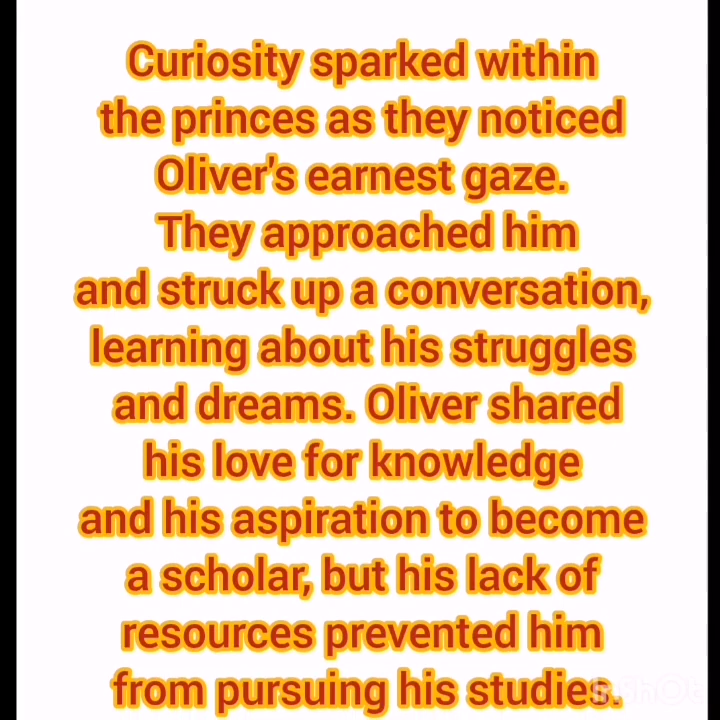 Curiosity sparked within
the princes as they noticed
Oliver's earnest gaze.
They approached him
and struck up a conversation,
learning about his struggles
and dreams. Oliver shared
his love for knowledge
and his aspiration to become
a scholar, but his lack of
resources prevented him
from pursuing his studies.